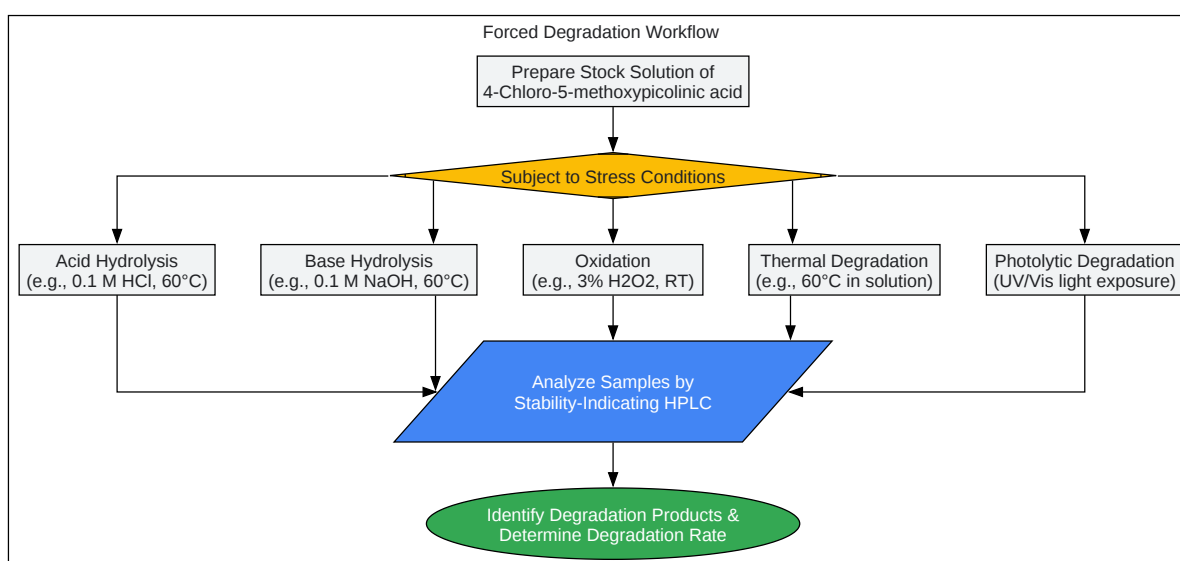 Forced Degradation Workflow
Prepare Stock Solution of
4-Chloro-5-methoxypicolinic acid
Subject to Stress Conditions
Acid Hydrolysis
(e.g., 0.1 M HCl, 60°C)
Base Hydrolysis
(e.g., 0.1 M NaOH, 60°C)
Oxidation
(e.g., 3% H2O2, RT)
Thermal Degradation
(e.g., 60°C in solution)
Photolytic Degradation
(UV/Vis light exposure)
Analyze Samples by
Stability-Indicating HPLC
Identify Degradation Products &
Determine Degradation Rate